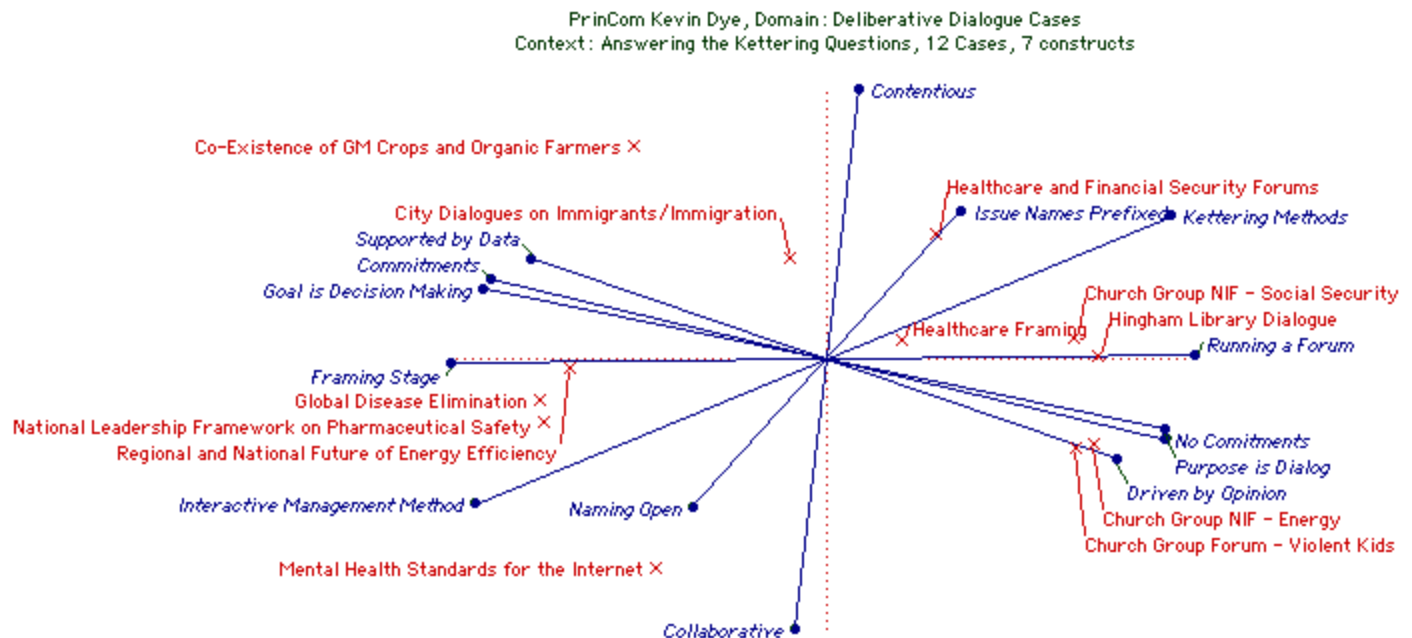 PrinCom Kevin Dye, Domain: Deliberative Dialogue Cases
Context: Answering the Kettering Questions, 12 Cases, 7 constructs
Contentious
Co-Existence of GM Crops and Organic Farmers
Healthcare and Financial Security Forums
City Dialogues on Immigrants/Immigration
Issue Names Prefixed
Kettering Methods
Supported by Data
Commitments
Goal is Decision Making
Church Group NIF - Social Security
Hingham Library Dialogue
Healthcare Framing
Running a Forum
Framing Stage
Global Disease Elimination
National Leadership Framework on Pharmaceutical Safety
Regional and National Future of Energy Efficiency
No Comitments
Purpose is Dialog
Driven by Opinion
Interactive Management Method
Naming Open
Church Group NIF - Energy
Church Group Forum - Violent Kids
Mental Health Standards for the Internet
Collaborative